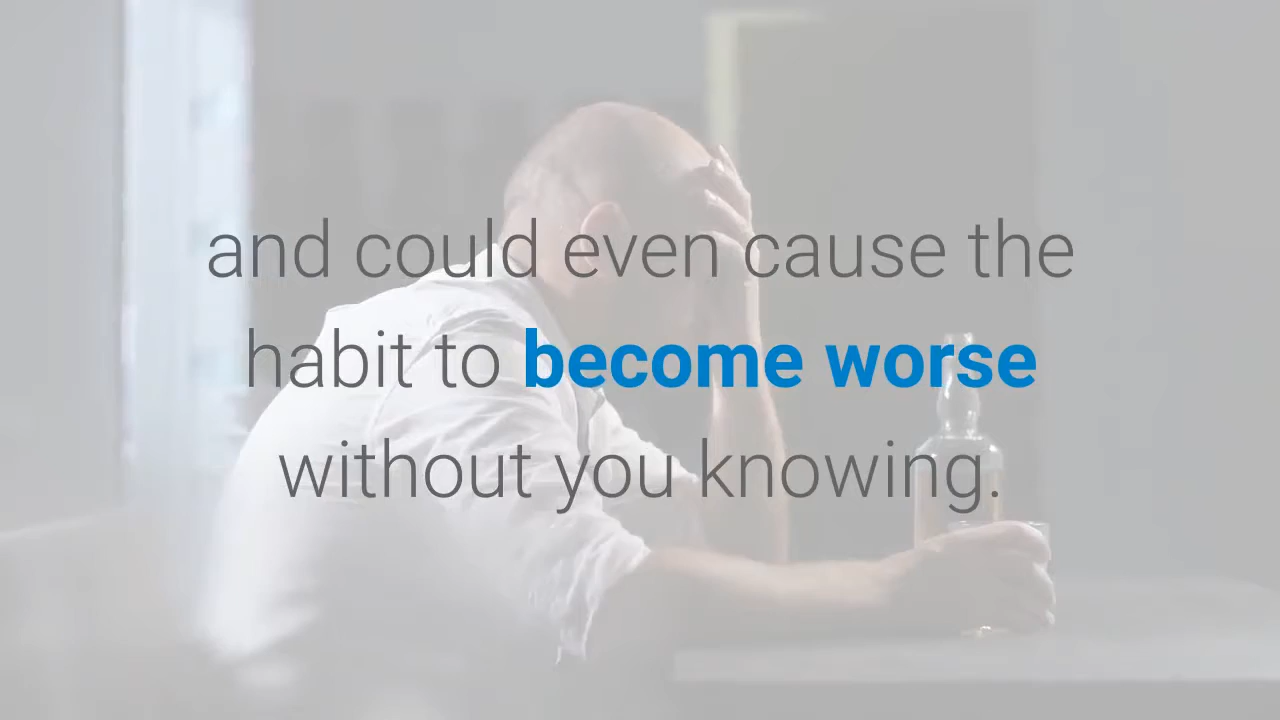 and could even cause the
habit to become worse
without you knowing.